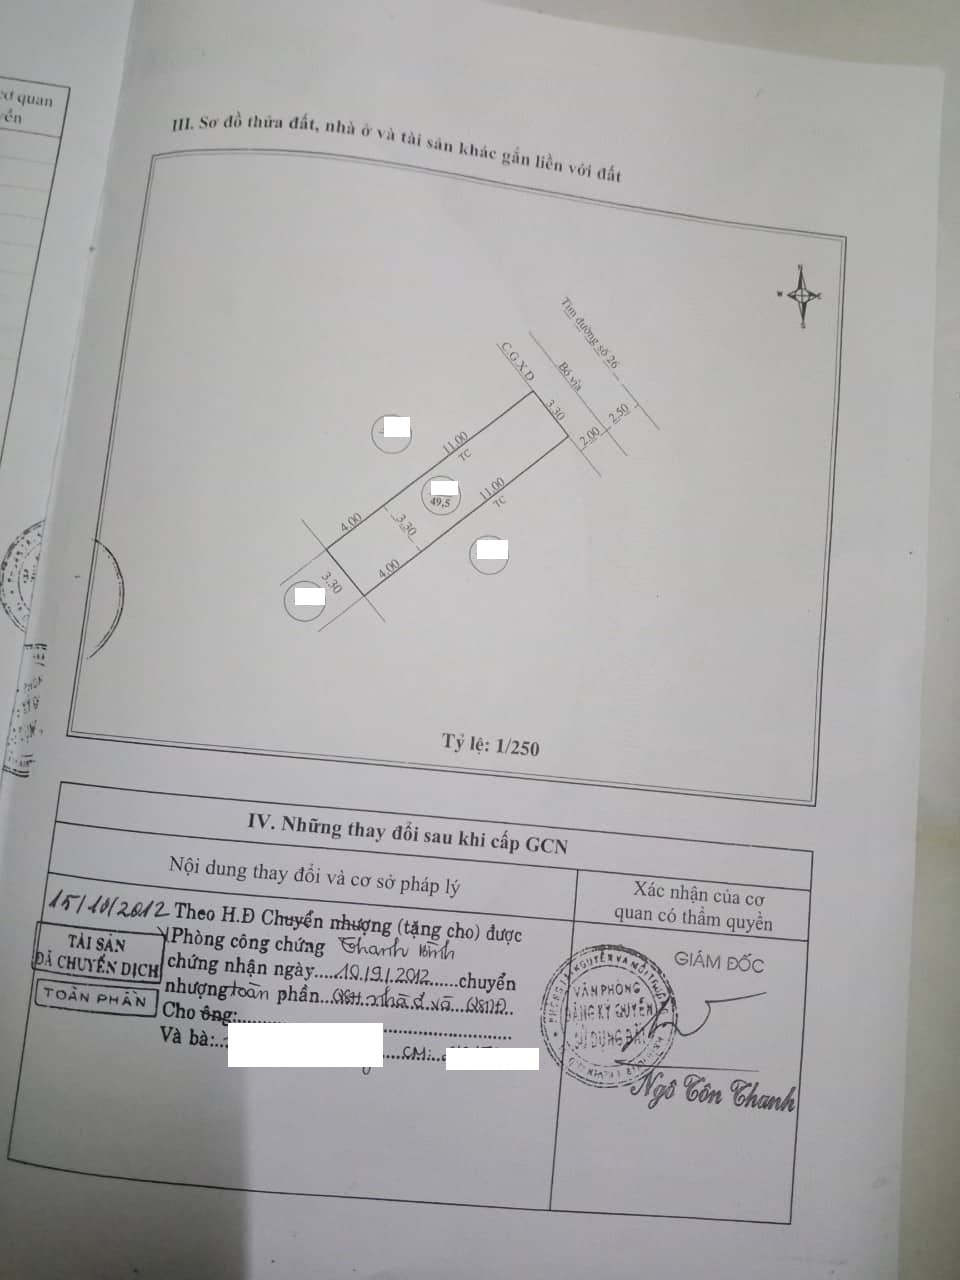 cơ quan
yền
III. Sơ đồ thửa đất, nhà ở và tài sản khác gắn liền với đất
N
W E
S
Tim đường số 26
Bó vỉa
C.G.X.D
3.30
2.00
2.50
11.00
TC
49,5
11.00
TC
4.00
3.30
4.00
3.30
Tỷ lệ: 1/250
IV. Những thay đổi sau khi cấp GCN
Nội dung thay đổi và cơ sở pháp lý
Xác nhận của cơ
quan có thẩm quyền
15/10/2012 Theo H.Đ Chuyển nhượng (tặng cho) được
Phòng công chứng Thanh Bình
chứng nhận ngày....10/9/2012......chuyển
nhượng toàn phần...QSH nhà ở và QSDĐ..
Cho ông:
Và bà:
CM:
TÀI SẢN
ĐÃ CHUYỂN DỊCH
TOÀN PHẦN
GIÁM ĐỐC
VĂN PHÒNG
ĐĂNG KÝ QUYỀN
SỬ DỤNG ĐẤT
Ngô Tôn Thanh